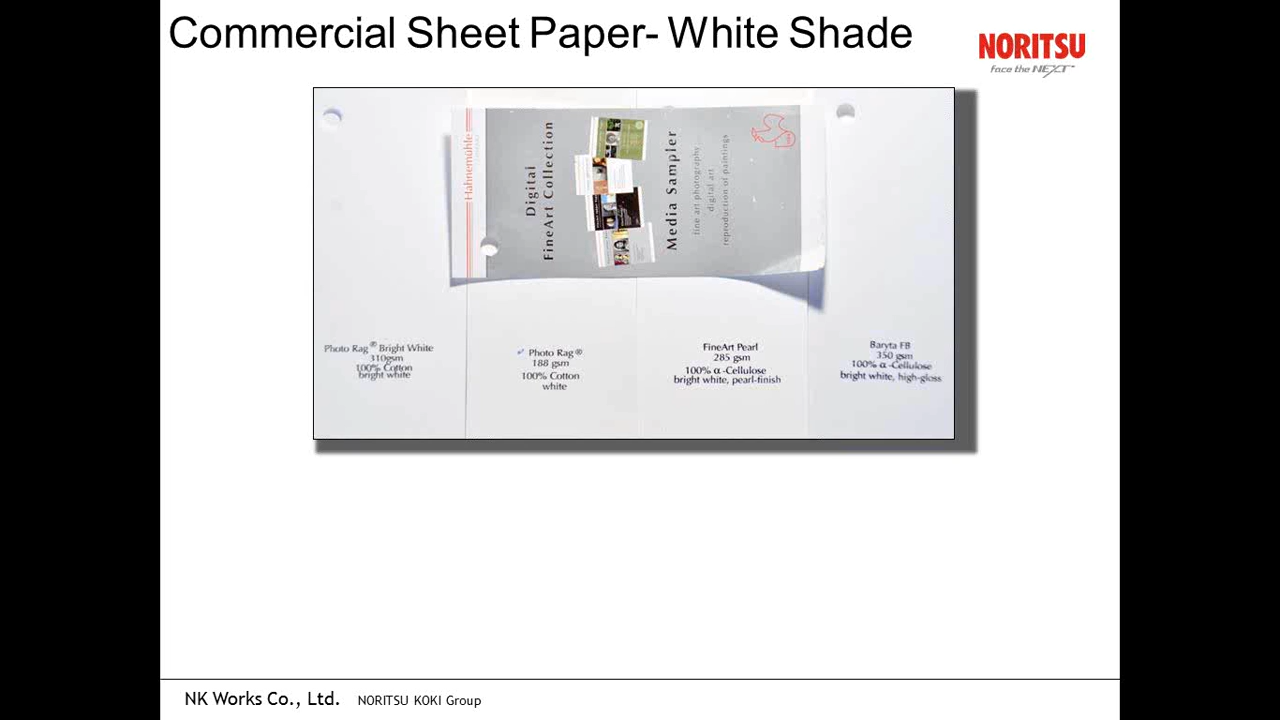 Commercial Sheet Paper- White Shade
NORITSU
face the NEXT™
Hahnemühle
Digital
FineArt Collection
Media Sampler
fine art photography
digital art
reproduction of paintings
Photo Rag® Bright White
310gsm
100% Cotton
bright white
Photo Rag®
188 gsm
100% Cotton
white
FineArt Pearl
285 gsm
100% α-Cellulose
bright white, pearl-finish
Baryta FB
350 gsm
100% α-Cellulose
bright white, high-gloss
NK Works Co., Ltd. NORITSU KOKI Group